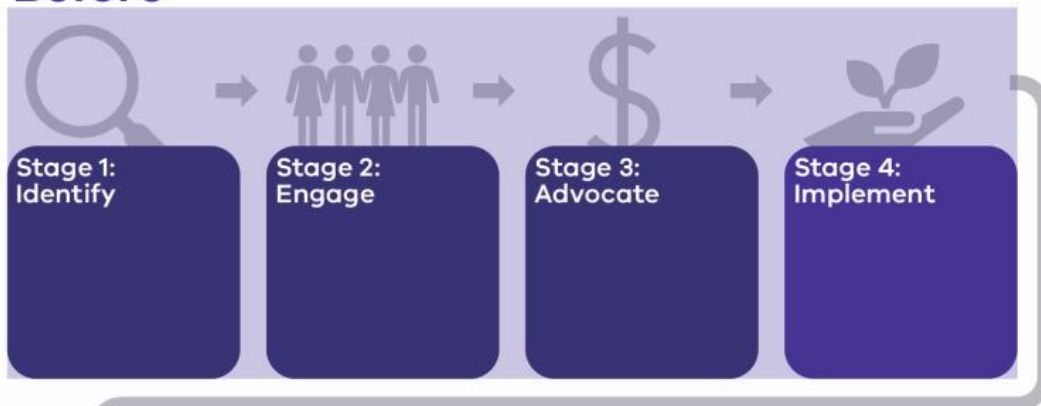 Stage 1:
Identify
Stage 2:
Engage
Stage 3:
Advocate
Stage 4:
Implement